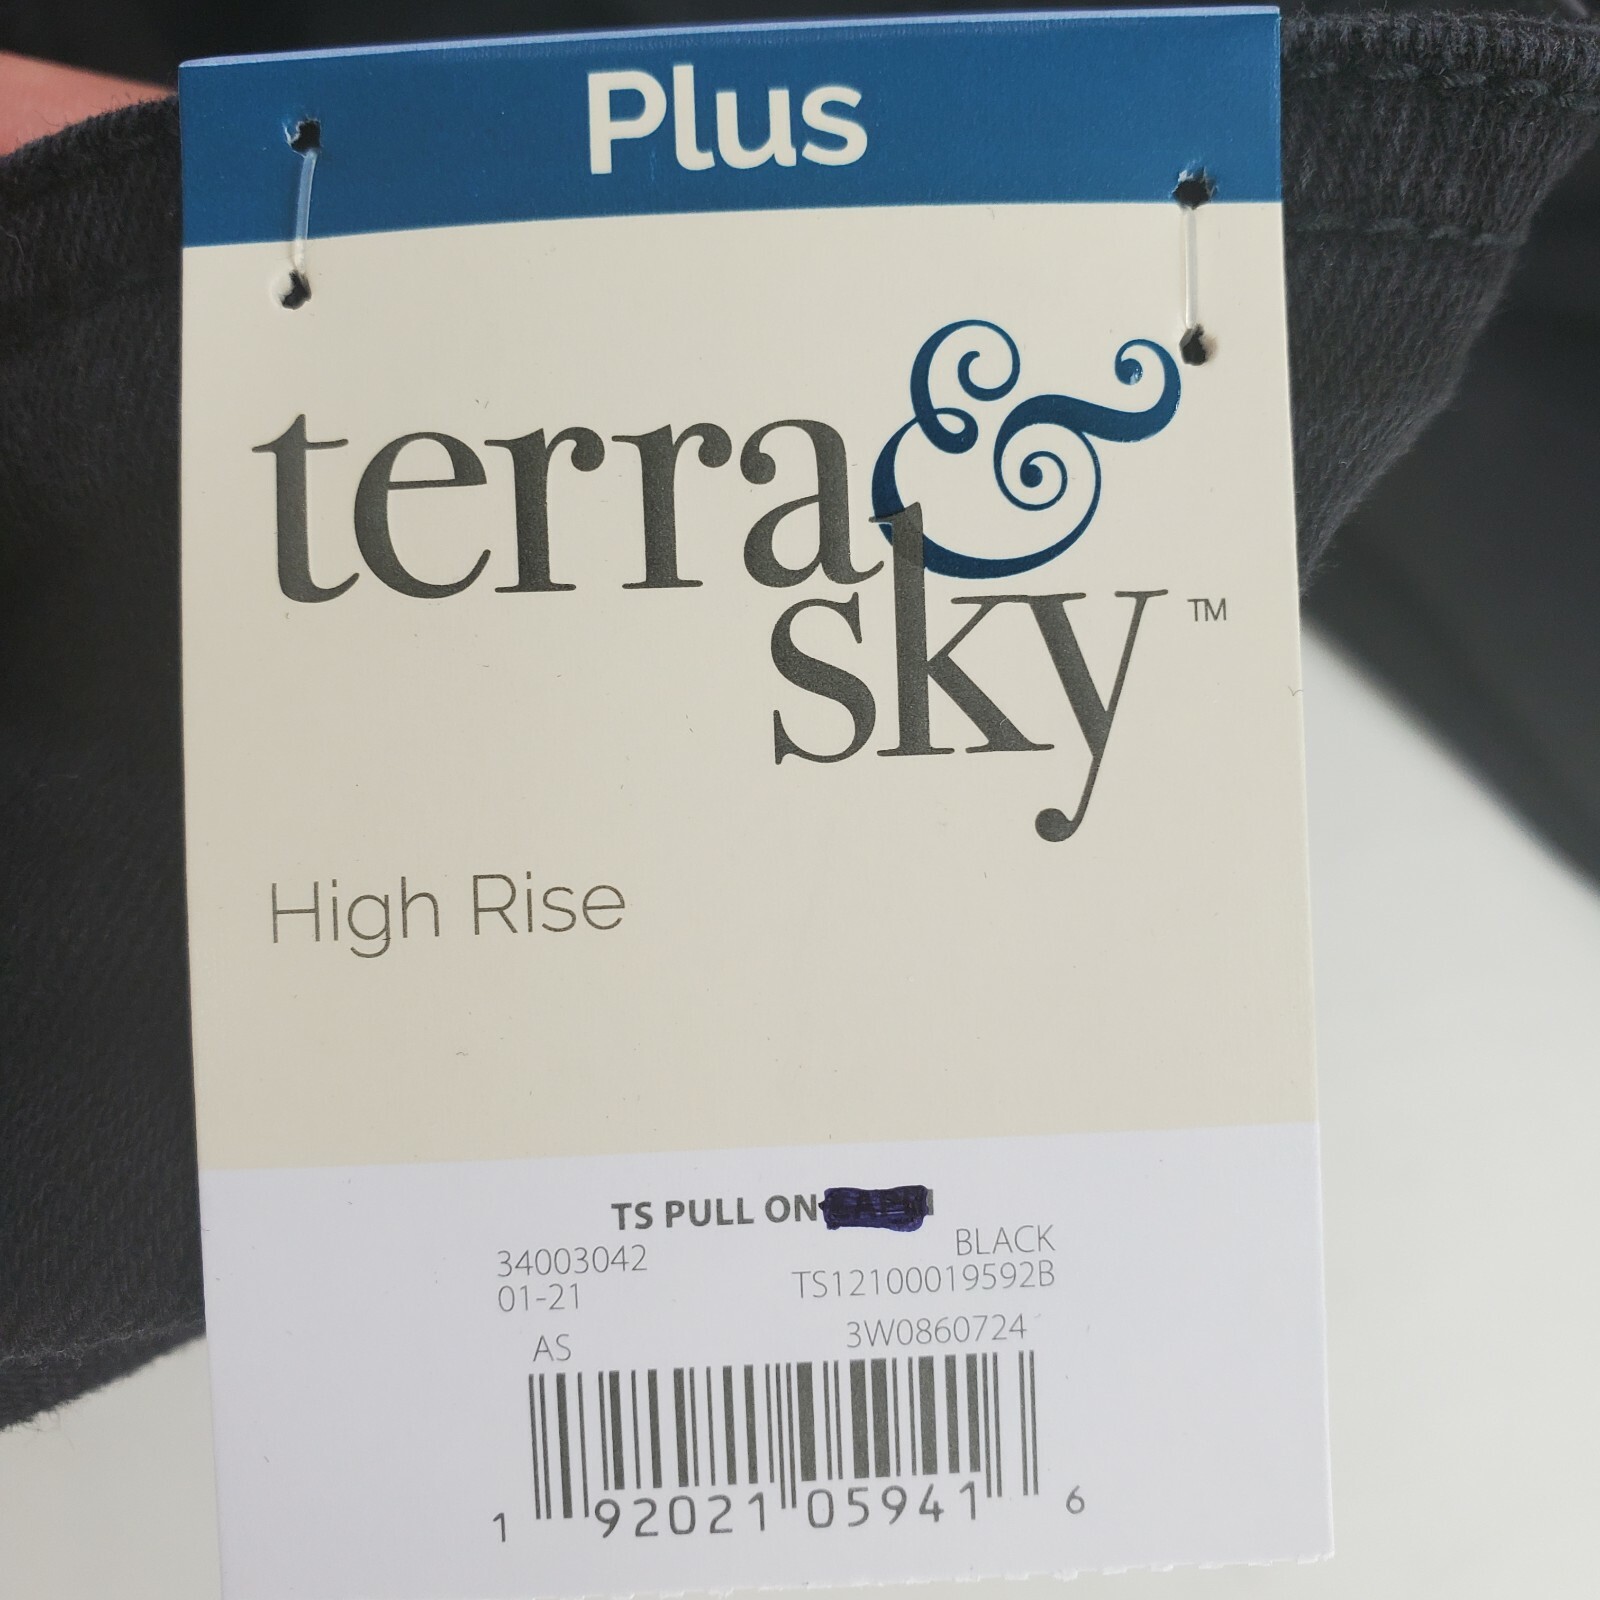 Plus
terra &
sky™
High Rise
TS PULL ON
34003042 BLACK
01-21 TS12100019592B
AS 3W0860724
1 92021 05941 6